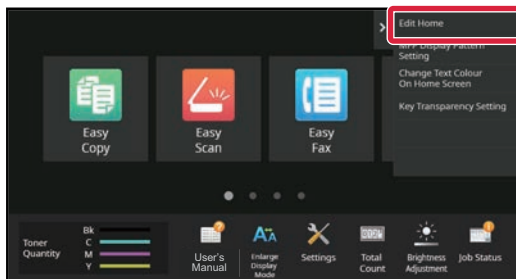 Edit Home
MFP Display Pattern
Setting
Change Text Colour
On Home Screen
Key Transparency Setting
Easy
Copy
Easy
Scan
Easy
Fax
Toner
Quantity
Bk
C
M
Y
User's
Manual
Enlarge
Display
Mode
Settings
Total
Count
Brightness
Adjustment
Job Status